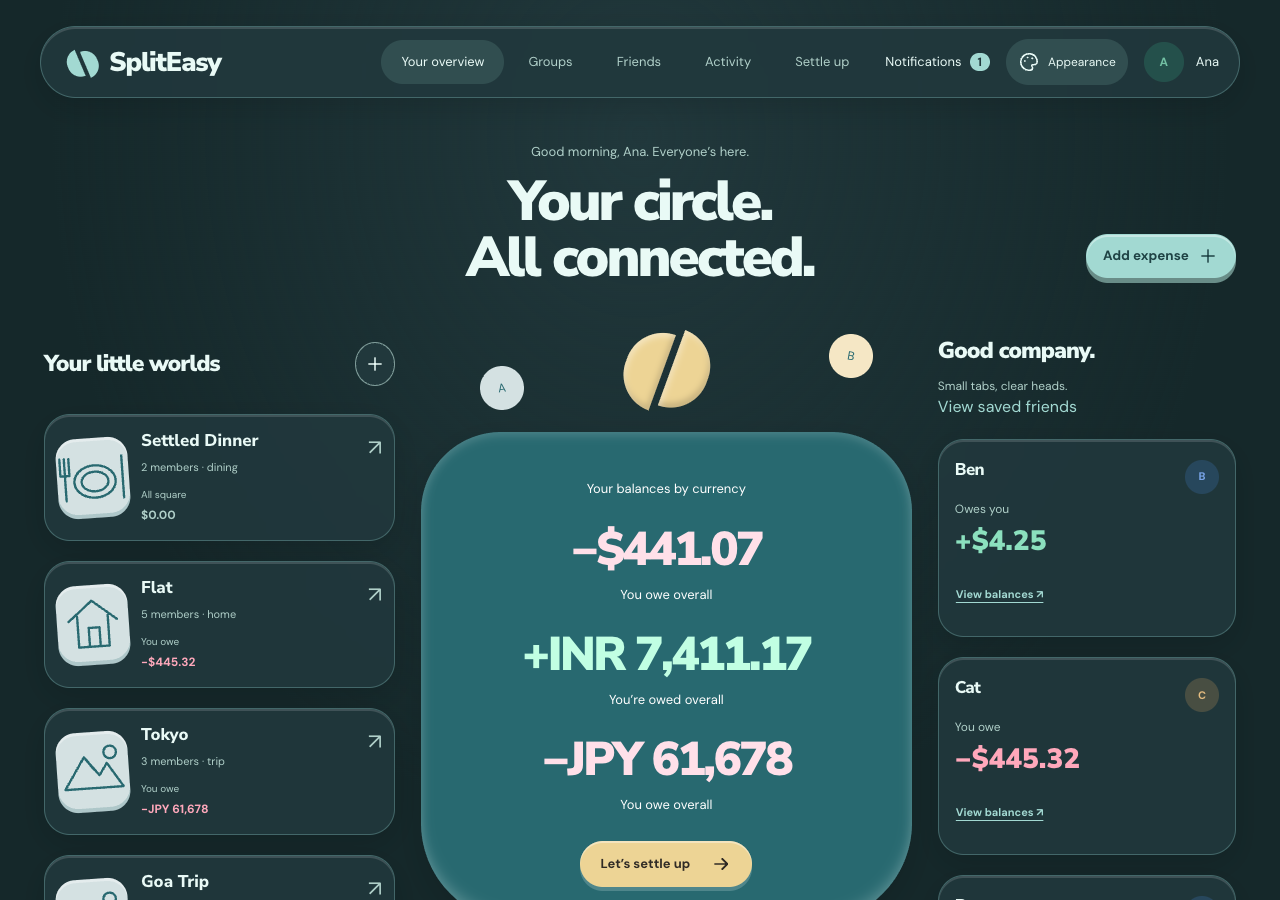 SplitEasy
Your overview
Groups
Friends
Activity
Settle up
Notifications 1
Appearance
A
Ana
Good morning, Ana. Everyone's here.
Your circle.
All connected.
Add expense
Your little worlds
Settled Dinner
2 members · dining
All square
$0.00
Flat
5 members · home
You owe
−$445.32
Tokyo
3 members · trip
You owe
−JPY 61,678
Goa Trip
A
B
Your balances by currency
−$441.07
You owe overall
+INR 7,411.17
You're owed overall
−JPY 61,678
You owe overall
Let's settle up
Good company.
Small tabs, clear heads.
View saved friends
Ben
B
Owes you
+$4.25
View balances
Cat
C
You owe
−$445.32
View balances